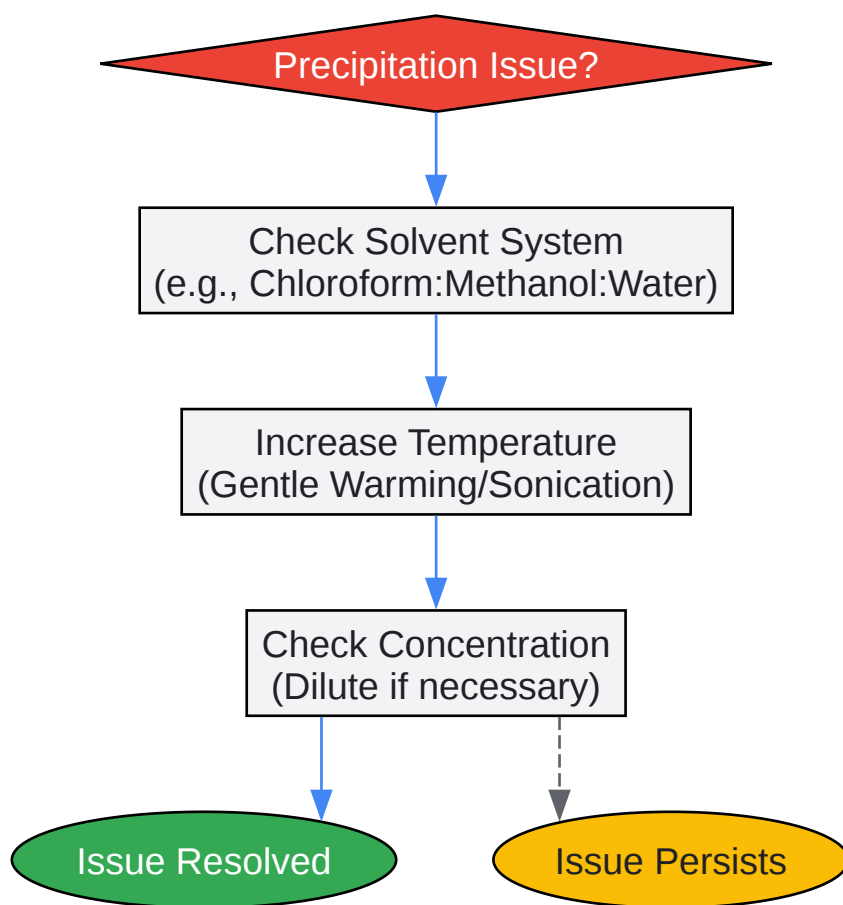 Precipitation Issue?
Check Solvent System
(e.g., Chloroform:Methanol:Water)
Increase Temperature
(Gentle Warming/Sonication)
Check Concentration
(Dilute if necessary)
Issue Resolved
Issue Persists